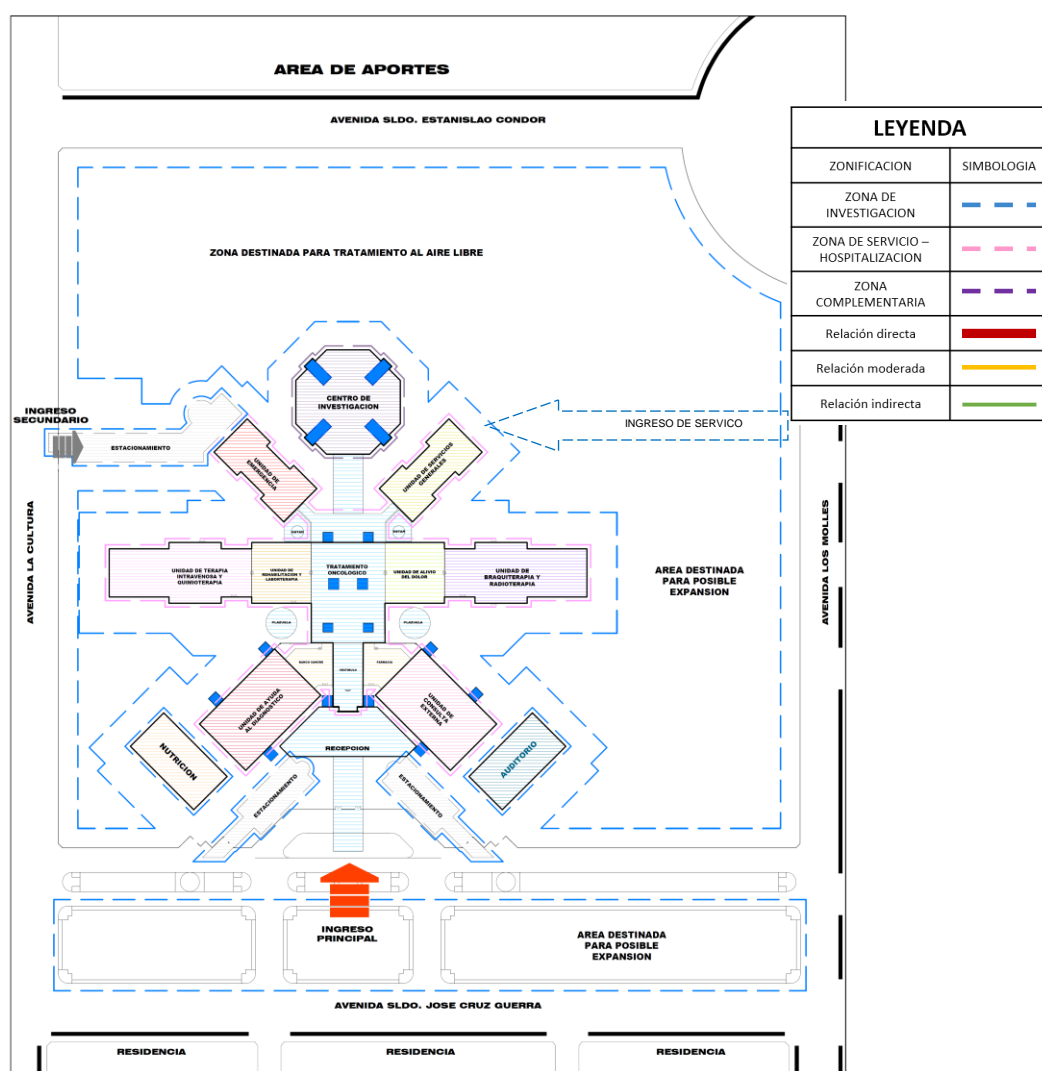 AREA DE APORTES
AVENIDA SLDO. ESTANISLAO CONDOR
LEYENDA
ZONIFICACION
SIMBOLOGIA
ZONA DE
INVESTIGACION
ZONA DE SERVICIO –
HOSPITALIZACION
ZONA
COMPLEMENTARIA
Relación directa
Relación moderada
Relación indirecta
ZONA DESTINADA PARA TRATAMIENTO AL AIRE LIBRE
CENTRO DE
INVESTIGACION
INGRESO
SECUNDARIO
ESTACIONAMIENTO
INGRESO DE SERVICO
UNIDAD DE
EMERGENCIA
UNIDAD DE SERVICIOS
GENERALES
AVENIDA LA CULTURA
AVENIDA LOS MOLLES
UNIDAD DE TERAPIA
INTRAVENOSA Y
QUIMIOTERAPIA
UNIDAD DE
REHABILITACION Y
LABORTERAPIA
TRATAMIENTO
ONCOLOGICO
UNIDAD DE ALIVIO
DEL DOLOR
UNIDAD DE
BRAQUITERAPIA Y
RADIOTERAPIA
AREA DESTINADA
PARA POSIBLE
EXPANSION
PLAZUELA
PLAZUELA
BANCO SANGRE
FARMACIA
UNIDAD DE AYUDA
AL DIAGNOSTICO
UNIDAD DE
CONSULTA
EXTERNA
NUTRICION
RECEPCION
AUDITORIO
ESTACIONAMIENTO
ESTACIONAMIENTO
INGRESO
PRINCIPAL
AREA DESTINADA
PARA POSIBLE
EXPANSION
AVENIDA SLDO. JOSE CRUZ GUERRA
RESIDENCIA
RESIDENCIA
RESIDENCIA